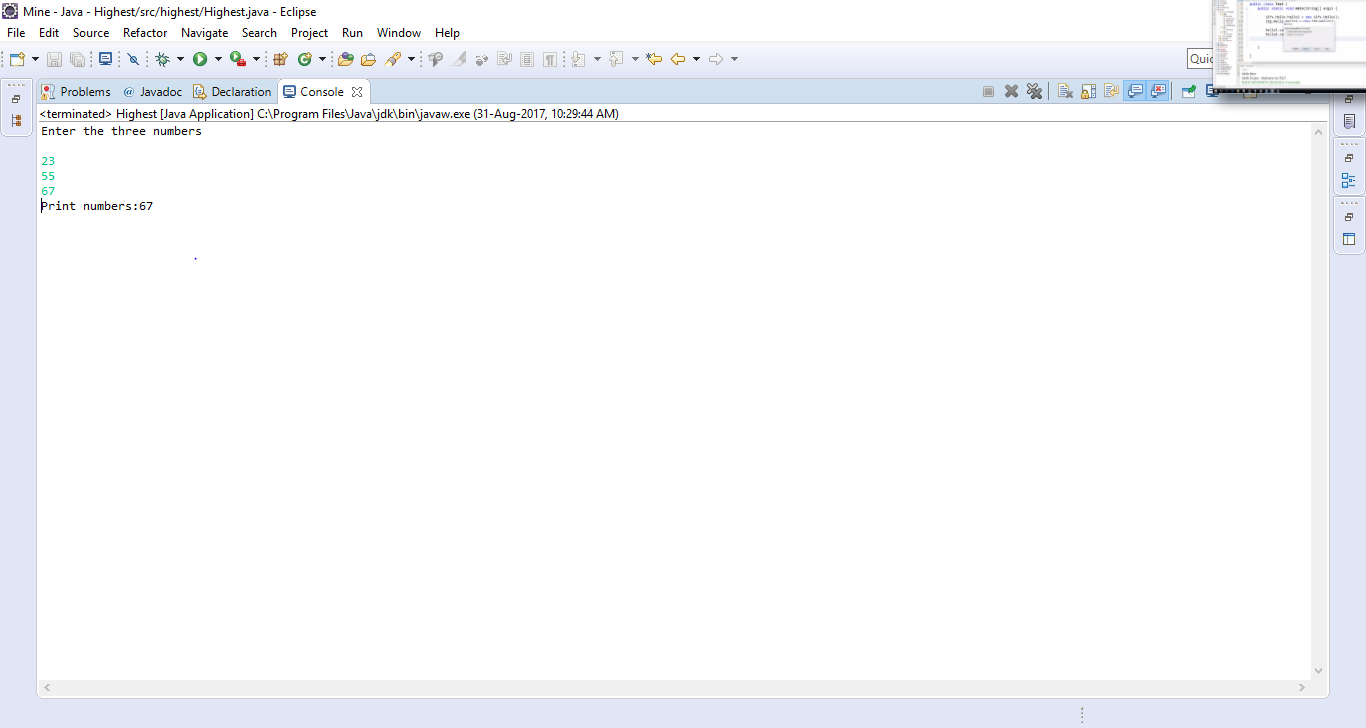 Mine - Java - Highest/src/highest/Highest.java - Eclipse
File Edit Source Refactor Navigate Search Project Run Window Help
Quic
Problems @ Javadoc Declaration Console
<terminated> Highest [Java Application] C:\Program Files\Java\jdk\bin\javaw.exe (31-Aug-2017, 10:29:44 AM)
Enter the three numbers
23
55
67
Print numbers:67